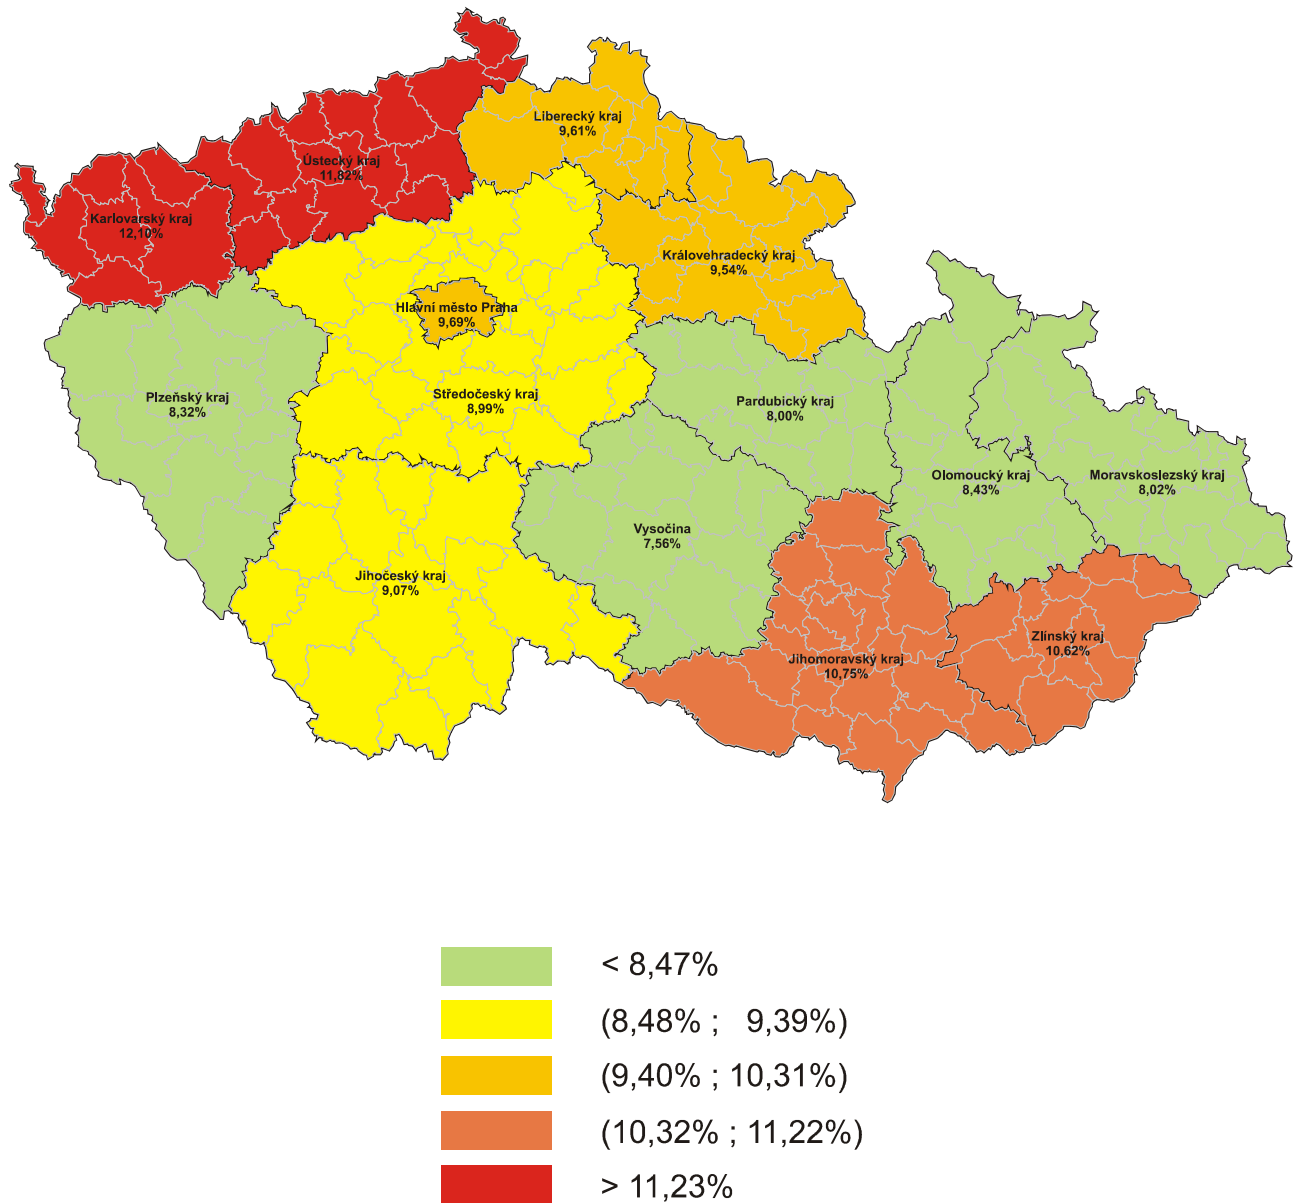 Liberecký kraj
9,61%
Ústecký kraj
11,82%
Karlovarský kraj
12,10%
Královehradecký kraj
9,54%
Hlavní město Praha
9,69%
Plzeňský kraj
8,32%
Středočeský kraj
8,99%
Pardubický kraj
8,00%
Olomoucký kraj
8,43%
Moravskoslezský kraj
8,02%
Vysočina
7,56%
Jihočeský kraj
9,07%
Zlínský kraj
10,62%
Jihomoravský kraj
10,75%
< 8,47%
(8,48% ; 9,39%)
(9,40% ; 10,31%)
(10,32% ; 11,22%)
> 11,23%